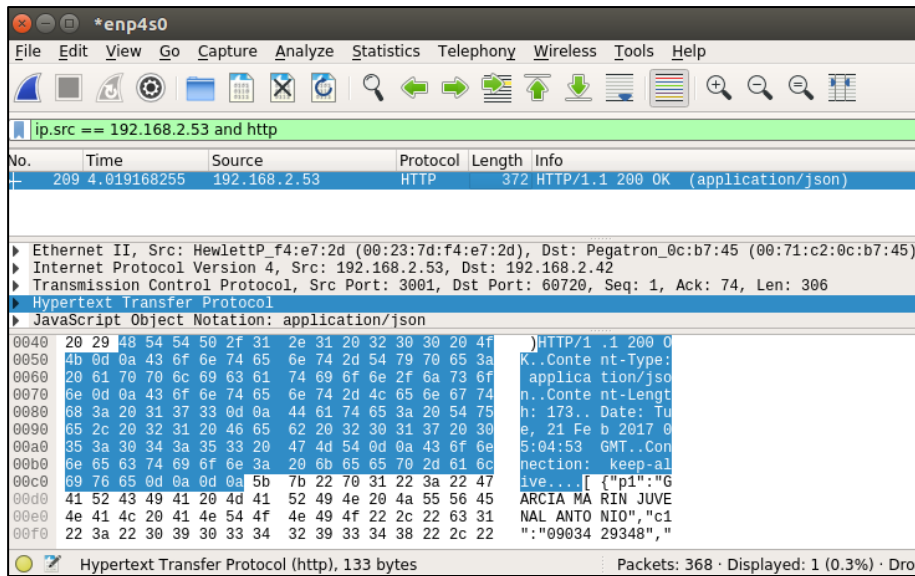 *enp4s0
File Edit View Go Capture Analyze Statistics Telephony Wireless Tools Help
ip.src == 192.168.2.53 and http
No. Time Source Protocol Length Info
209 4.019168255 192.168.2.53 HTTP 372 HTTP/1.1 200 OK (application/json)
Ethernet II, Src: HewlettP_f4:e7:2d (00:23:7d:f4:e7:2d), Dst: Pegatron_0c:b7:45 (00:71:c2:0c:b7:45)
Internet Protocol Version 4, Src: 192.168.2.53, Dst: 192.168.2.42
Transmission Control Protocol, Src Port: 3001, Dst Port: 60720, Seq: 1, Ack: 74, Len: 306
Hypertext Transfer Protocol
JavaScript Object Notation: application/json
0040 20 29 48 54 54 50 2f 31 2e 31 20 32 30 30 20 4f )HTTP/1 .1 200 O
0050 4b 0d 0a 43 6f 6e 74 65 6e 74 2d 54 79 70 65 3a K..Conte nt-Type:
0060 20 61 70 70 6c 69 63 61 74 69 6f 6e 2f 6a 73 6f applica tion/jso
0070 6e 0d 0a 43 6f 6e 74 65 6e 74 2d 4c 65 6e 67 74 n..Conte nt-Lengt
0080 68 3a 20 31 37 33 0d 0a 44 61 74 65 3a 20 54 75 h: 173.. Date: Tu
0090 65 2c 20 32 31 20 46 65 62 20 32 30 31 37 20 30 e, 21 Fe b 2017 0
00a0 35 3a 30 34 3a 35 33 20 47 4d 54 0d 0a 43 6f 6e 5:04:53 GMT..Con
00b0 6e 65 63 74 69 6f 6e 3a 20 6b 65 65 70 2d 61 6c nection: keep-al
00c0 69 76 65 0d 0a 0d 0a 5b 7b 22 70 31 22 3a 22 47 ive....[ {"p1":"G
00d0 41 52 43 49 41 20 4d 41 52 49 4e 20 4a 55 56 45 ARCIA MA RIN JUVE
00e0 4e 41 4c 20 41 4e 54 4f 4e 49 4f 22 2c 22 63 31 NAL ANTO NIO","c1
00f0 22 3a 22 30 39 30 33 34 32 39 33 34 38 22 2c 22 ":"09034 29348","
Hypertext Transfer Protocol (http), 133 bytes Packets: 368 · Displayed: 1 (0.3%) · Dro